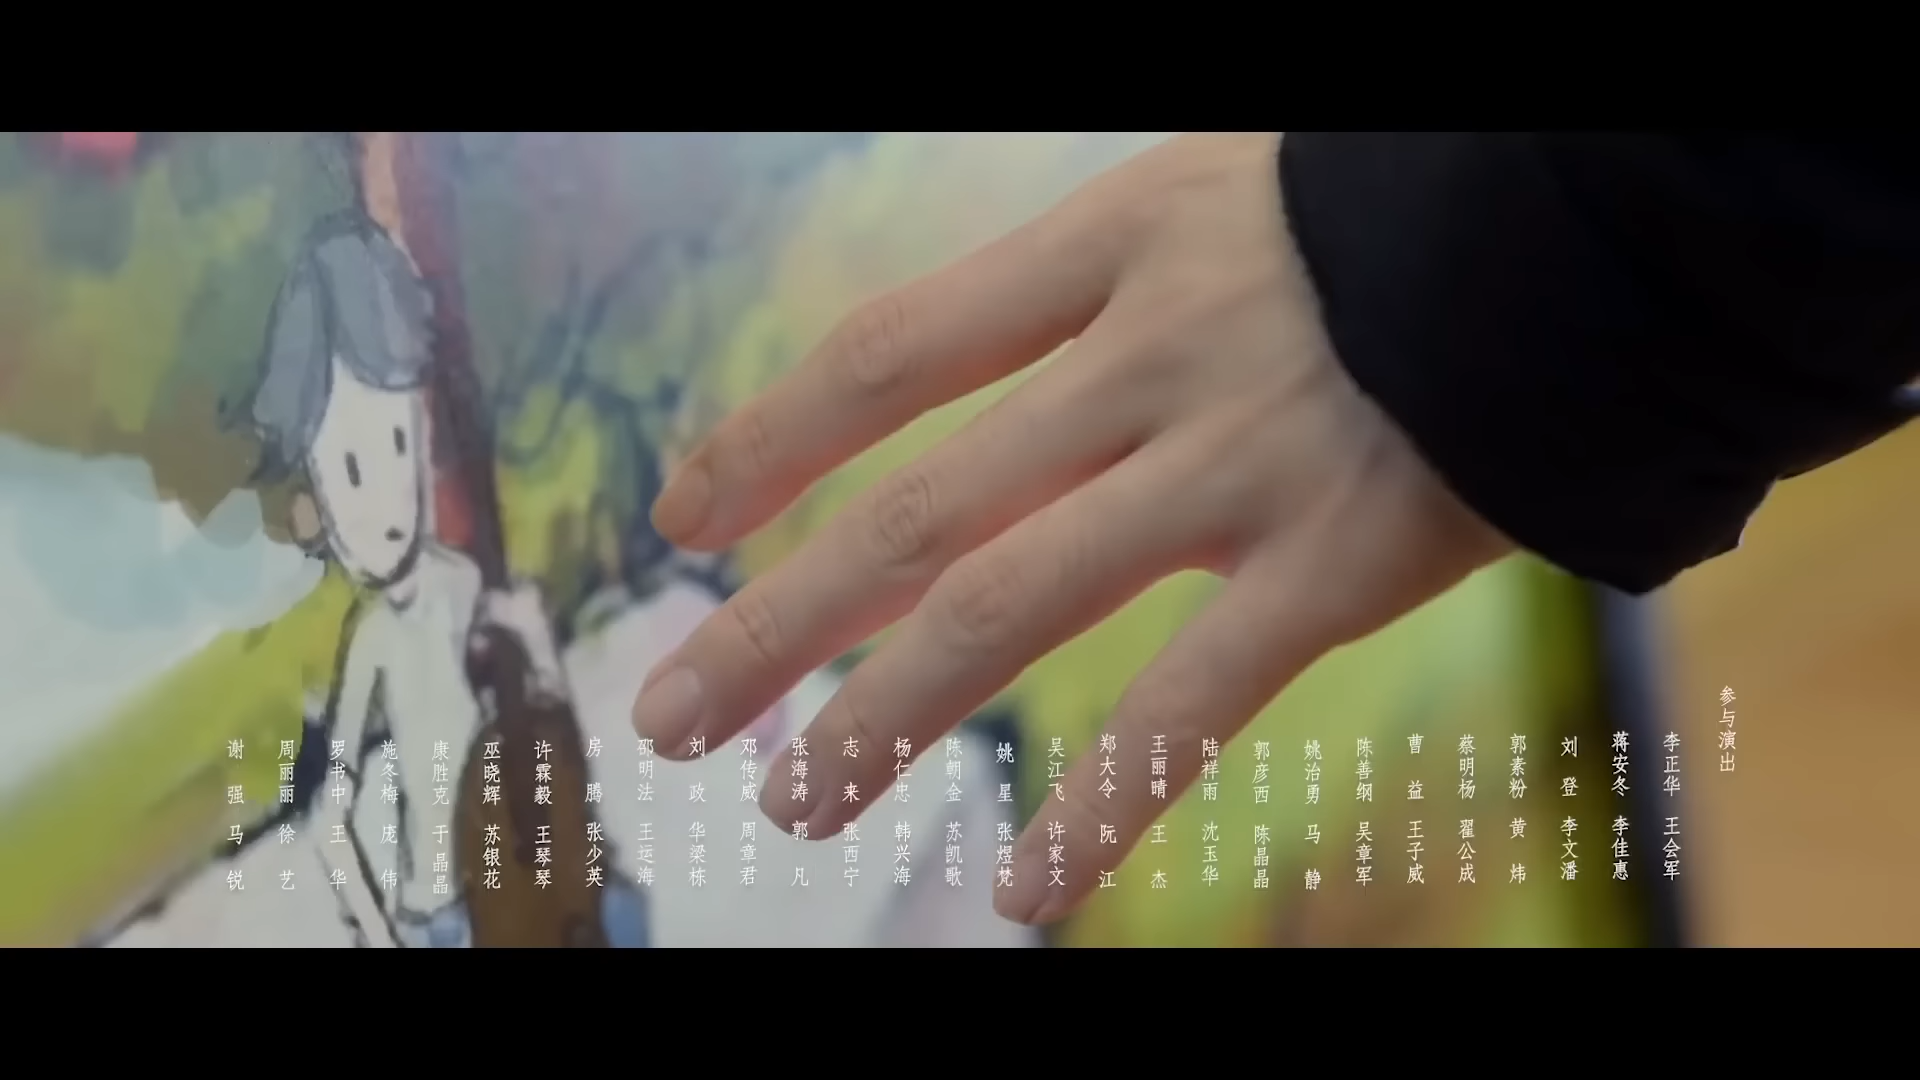 参与演出
李正华 王会军
蒋安冬 李佳惠
刘登 李文潘
郭素粉 黄炜
蔡明杨 翟公成
曹益 王子威
陈善纲 吴章军
姚治勇 马静
郭彦西 陈晶晶
陆祥雨 沈玉华
王丽晴 王杰
郑大令 阮江
吴江飞 许家文
姚星 张煜梵
陈朝金 苏凯歌
杨仁忠 韩兴海
志来 张西宁
张海涛 郭凡
邓传威 周章君
刘政 华梁栋
邵明法 王运海
房腾 张少英
许霖毅 王琴琴
巫晓辉 苏银花
康胜克 于晶晶
施冬梅 庞伟
罗书中 王华
周丽丽 徐艺
谢强 马锐